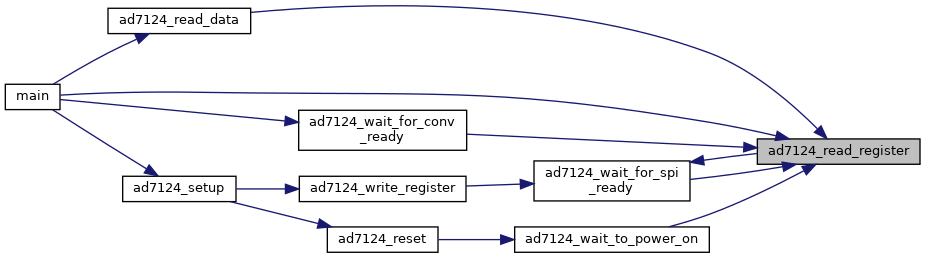 ad7124_read_data
main
ad7124_wait_for_conv
_ready
ad7124_read_register
ad7124_wait_for_spi
_ready
ad7124_setup
ad7124_write_register
ad7124_reset
ad7124_wait_to_power_on